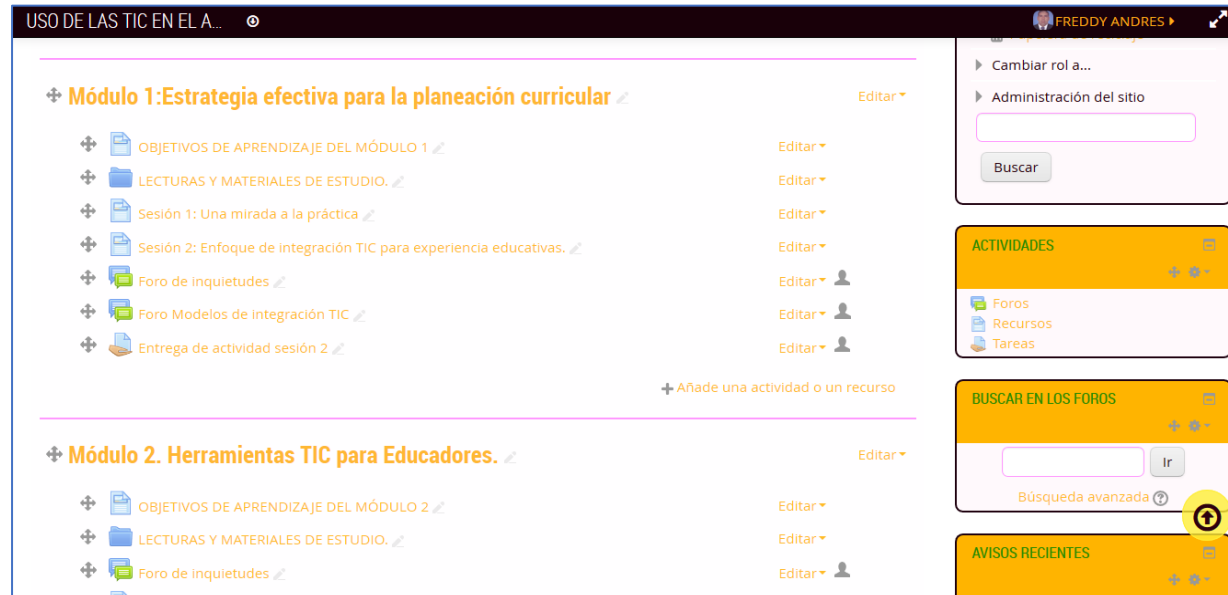 USO DE LAS TIC EN EL A...
FREDDY ANDRES
Módulo 1:Estrategia efectiva para la planeación curricular
Editar
OBJETIVOS DE APRENDIZAJE DEL MÓDULO 1
Editar
LECTURAS Y MATERIALES DE ESTUDIO.
Editar
Sesión 1: Una mirada a la práctica
Editar
Sesión 2: Enfoque de integración TIC para experiencia educativas.
Editar
Foro de inquietudes
Editar
Foro Modelos de integración TIC
Editar
Entrega de actividad sesión 2
Editar
Añade una actividad o un recurso
Módulo 2. Herramientas TIC para Educadores.
Editar
OBJETIVOS DE APRENDIZAJE DEL MÓDULO 2
Editar
LECTURAS Y MATERIALES DE ESTUDIO.
Editar
Foro de inquietudes
Editar
Cambiar rol a...
Administración del sitio
Buscar
ACTIVIDADES
Foros
Recursos
Tareas
BUSCAR EN LOS FOROS
Ir
Búsqueda avanzada
AVISOS RECIENTES